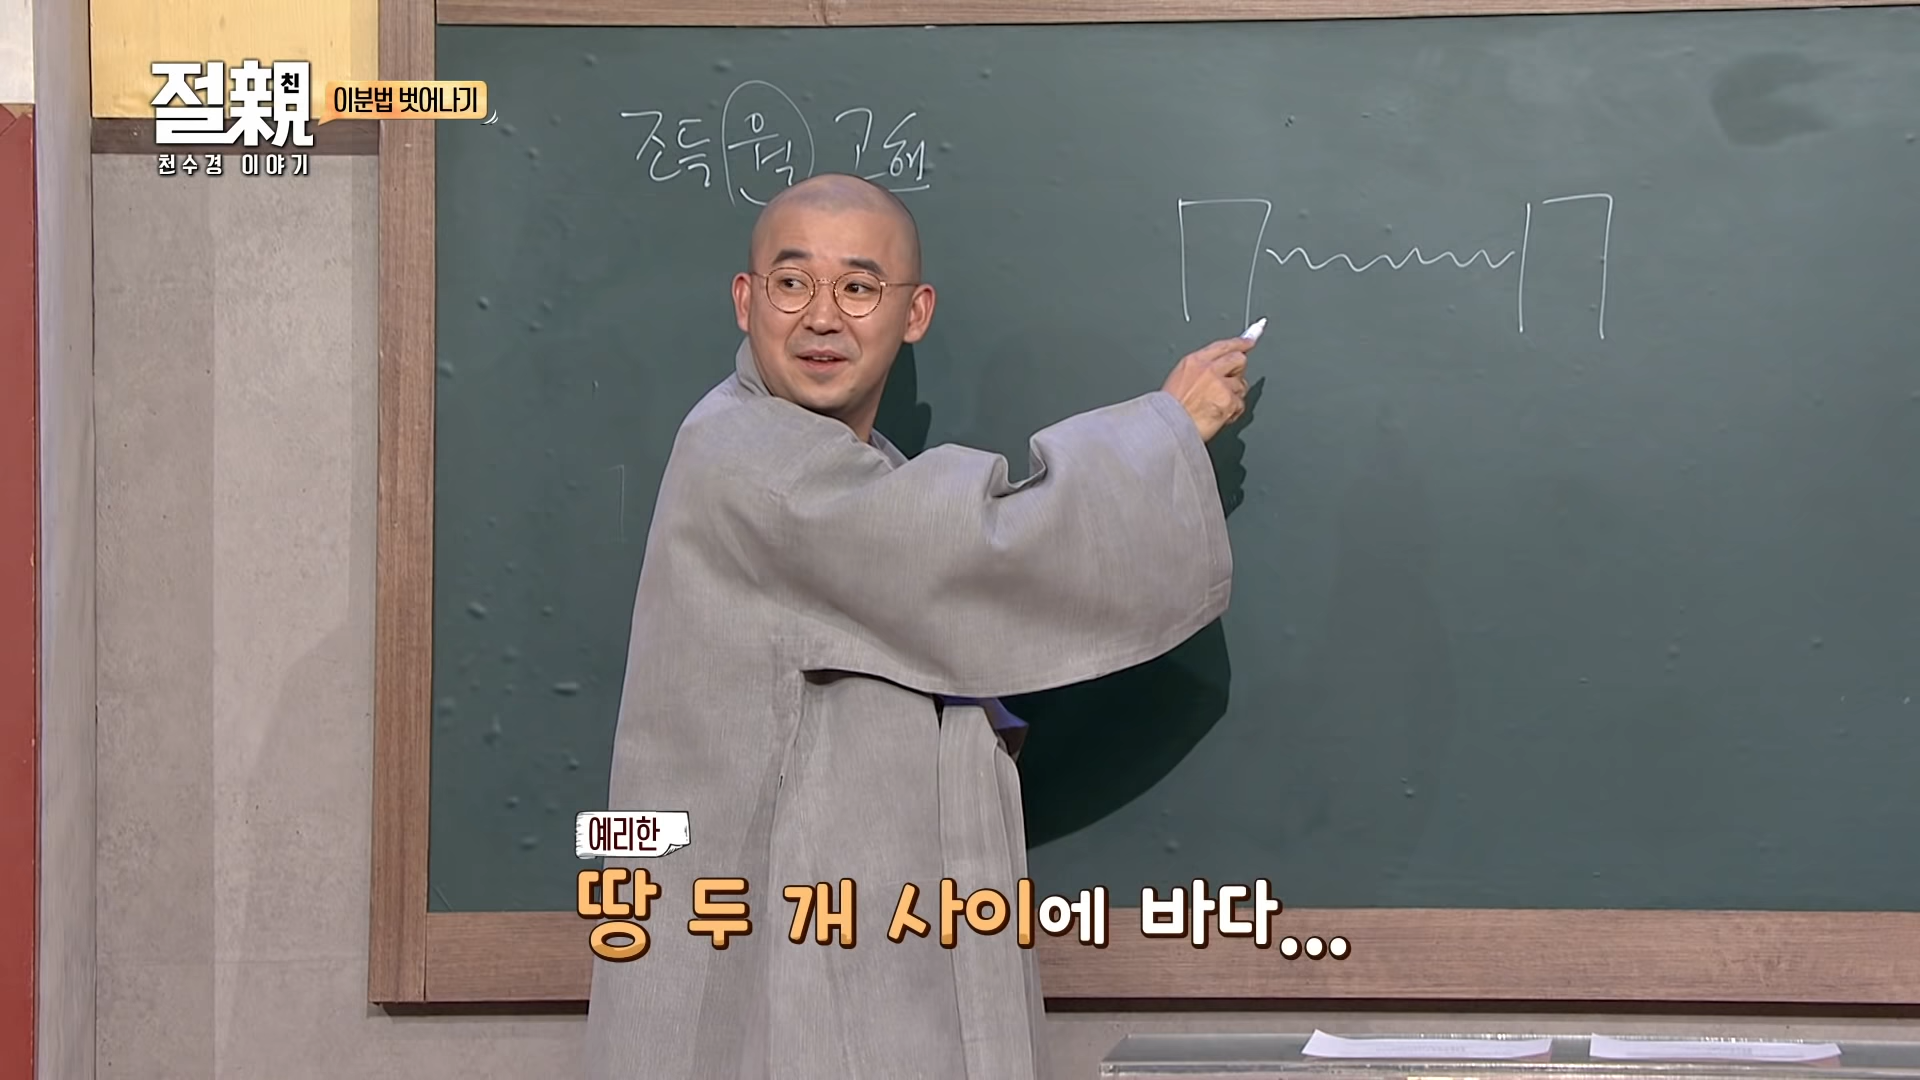 절親
친
천수경 이야기
이분법 벗어나기
조득월고해
예리한
땅 두 개 사이에 바다...